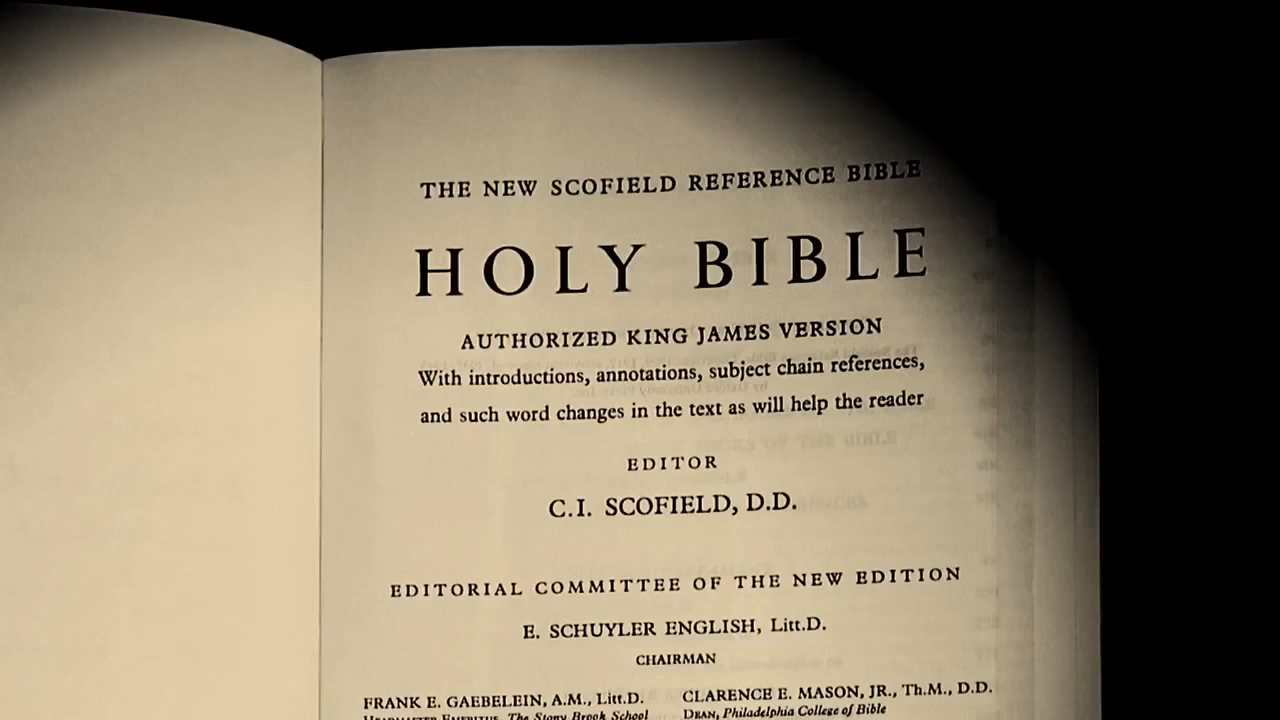 THE NEW SCOFIELD REFERENCE BIBLE
HOLY BIBLE
AUTHORIZED KING JAMES VERSION
With introductions, annotations, subject chain references,
and such word changes in the text as will help the reader
EDITOR
C.I. SCOFIELD, D.D.
EDITORIAL COMMITTEE OF THE NEW EDITION
E. SCHUYLER ENGLISH, Litt.D.
CHAIRMAN
FRANK E. GAEBELEIN, A.M., Litt.D. CLARENCE E. MASON, JR., Th.M., D.D.
HEADMASTER EMERITUS, The Stony Brook School DEAN, Philadelphia College of Bible